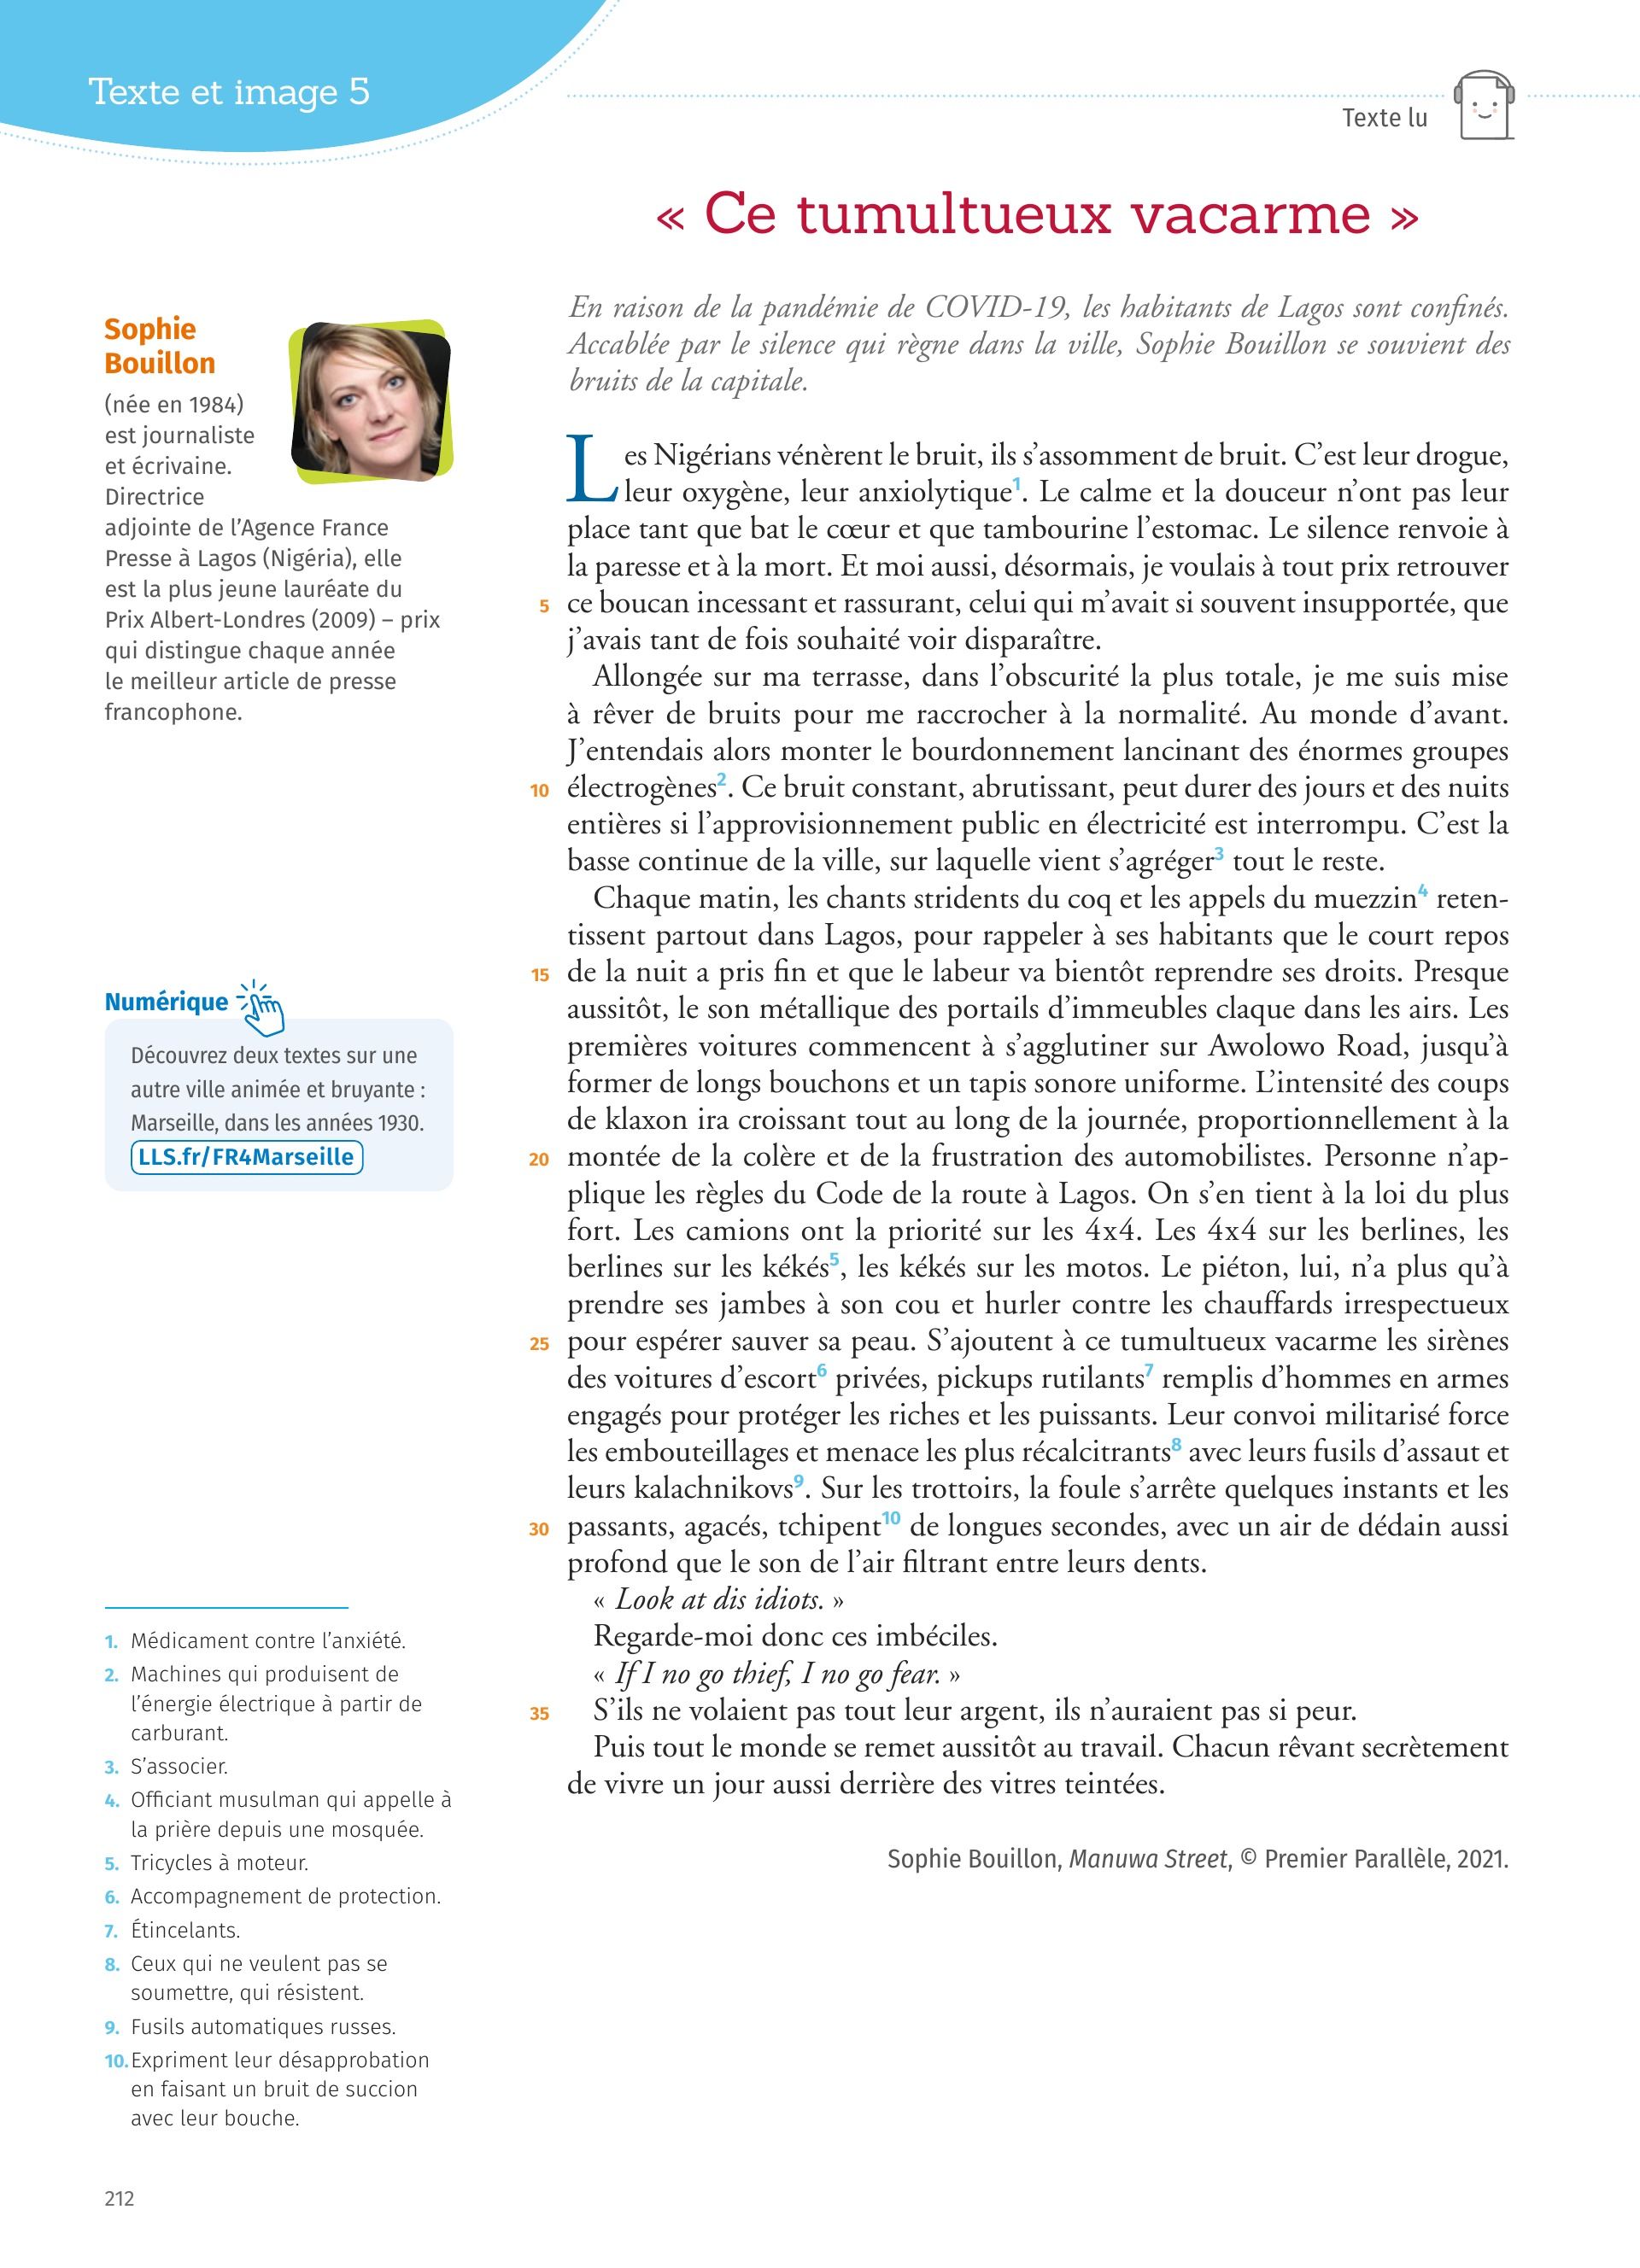 Texte et image 5
Texte lu
« Ce tumultueux vacarme »
En raison de la pandémie de COVID-19, les habitants de Lagos sont confinés.
Accablée par le silence qui règne dans la ville, Sophie Bouillon se souvient des
bruits de la capitale.
Sophie
Bouillon
(née en 1984)
est journaliste
et écrivaine.
Directrice
adjointe de l’Agence France
Presse à Lagos (Nigéria), elle
est la plus jeune lauréate du
Prix Albert-Londres (2009) – prix
qui distingue chaque année
le meilleur article de presse
francophone.
Numérique
Découvrez deux textes sur une
autre ville animée et bruyante :
Marseille, dans les années 1930.
LLS.fr/FR4Marseille
Les Nigérians vénèrent le bruit, ils s’assomment de bruit. C’est leur drogue,
leur oxygène, leur anxiolytique1. Le calme et la douceur n’ont pas leur
place tant que bat le cœur et que tambourine l’estomac. Le silence renvoie à
la paresse et à la mort. Et moi aussi, désormais, je voulais à tout prix retrouver
5 ce boucan incessant et rassurant, celui qui m’avait si souvent insupportée, que
j’avais tant de fois souhaité voir disparaître.
Allongée sur ma terrasse, dans l’obscurité la plus totale, je me suis mise
à rêver de bruits pour me raccrocher à la normalité. Au monde d’avant.
J’entendais alors monter le bourdonnement lancinant des énormes groupes
10 électrogènes2. Ce bruit constant, abrutissant, peut durer des jours et des nuits
entières si l’approvisionnement public en électricité est interrompu. C’est la
basse continue de la ville, sur laquelle vient s’agréger3 tout le reste.
Chaque matin, les chants stridents du coq et les appels du muezzin4 reten-
tissent partout dans Lagos, pour rappeler à ses habitants que le court repos
15 de la nuit a pris fin et que le labeur va bientôt reprendre ses droits. Presque
aussitôt, le son métallique des portails d’immeubles claque dans les airs. Les
premières voitures commencent à s’agglutiner sur Awolowo Road, jusqu’à
former de longs bouchons et un tapis sonore uniforme. L’intensité des coups
de klaxon ira croissant tout au long de la journée, proportionnellement à la
20 montée de la colère et de la frustration des automobilistes. Personne n’ap-
plique les règles du Code de la route à Lagos. On s’en tient à la loi du plus
fort. Les camions ont la priorité sur les 4x4. Les 4x4 sur les berlines, les
berlines sur les kékés5, les kékés sur les motos. Le piéton, lui, n’a plus qu’à
prendre ses jambes à son cou et hurler contre les chauffards irrespectueux
25 pour espérer sauver sa peau. S’ajoutent à ce tumultueux vacarme les sirènes
des voitures d’escort6 privées, pickups rutilants7 remplis d’hommes en armes
engagés pour protéger les riches et les puissants. Leur convoi militarisé force
les embouteillages et menace les plus récalcitrants8 avec leurs fusils d’assaut et
leurs kalachnikovs9. Sur les trottoirs, la foule s’arrête quelques instants et les
30 passants, agacés, tchipent10 de longues secondes, avec un air de dédain aussi
profond que le son de l’air filtrant entre leurs dents.
« Look at dis idiots. »
Regarde-moi donc ces imbéciles.
« If I no go thief, I no go fear. »
35 S’ils ne volaient pas tout leur argent, ils n’auraient pas si peur.
Puis tout le monde se remet aussitôt au travail. Chacun rêvant secrètement
de vivre un jour aussi derrière des vitres teintées.
Sophie Bouillon, Manuwa Street, © Premier Parallèle, 2021.
1. Médicament contre l’anxiété.
2. Machines qui produisent de
l’énergie électrique à partir de
carburant.
3. S’associer.
4. Officiant musulman qui appelle à
la prière depuis une mosquée.
5. Tricycles à moteur.
6. Accompagnement de protection.
7. Étincelants.
8. Ceux qui ne veulent pas se
soumettre, qui résistent.
9. Fusils automatiques russes.
10. Expriment leur désapprobation
en faisant un bruit de succion
avec leur bouche.
212